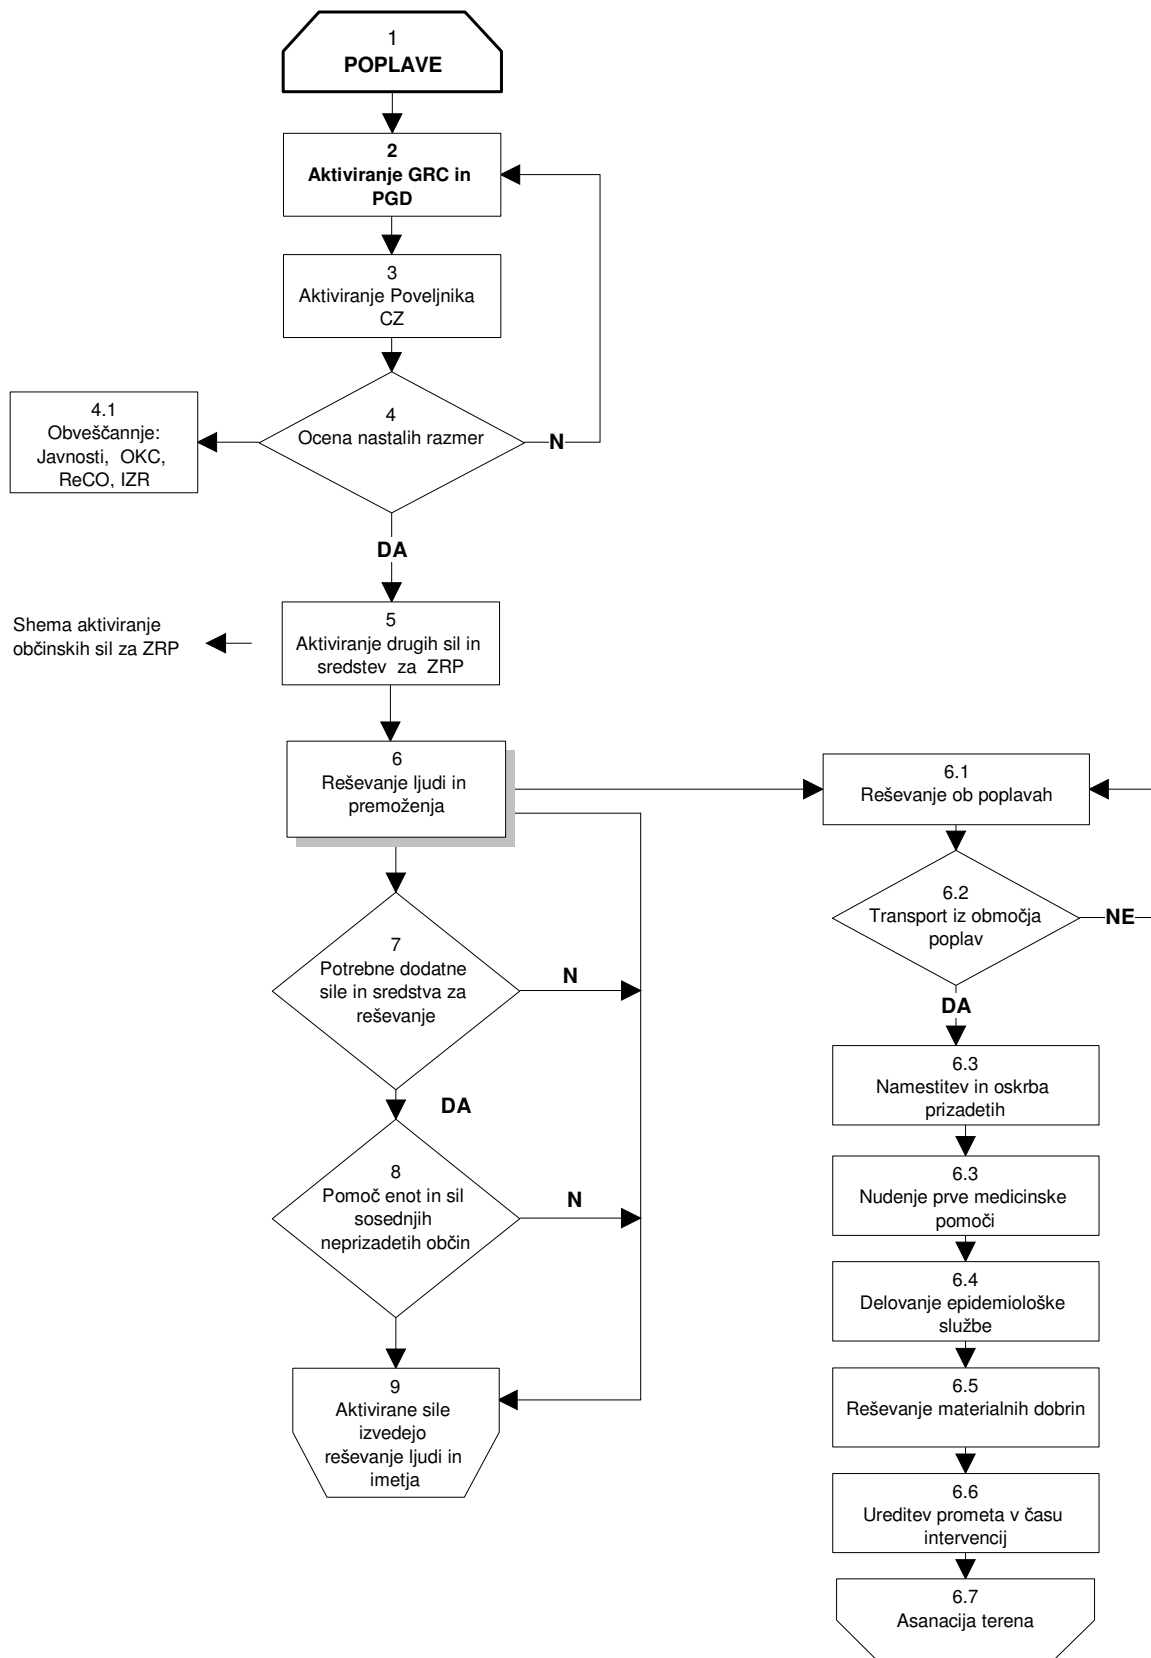 1
POPLAVE
2
Aktiviranje GRC in
PGD
3
Aktiviranje Poveljnika
CZ
4
Ocena nastalih razmer
N
4.1
Obveščannje:
Javnosti, OKC,
ReCO, IZR
DA
Shema aktiviranje
občinskih sil za ZRP
5
Aktiviranje drugih sil in
sredstev za ZRP
6
Reševanje ljudi in
premoženja
7
Potrebne dodatne
sile in sredstva za
reševanje
N
DA
8
Pomoč enot in sil
sosednjih
neprizadetih občin
N
9
Aktivirane sile
izvedejo
reševanje ljudi in
imetja
6.1
Reševanje ob poplavah
6.2
Transport iz območja
poplav
NE
DA
6.3
Namestitev in oskrba
prizadetih
6.3
Nudenje prve medicinske
pomoči
6.4
Delovanje epidemiološke
službe
6.5
Reševanje materialnih dobrin
6.6
Ureditev prometa v času
intervencij
6.7
Asanacija terena